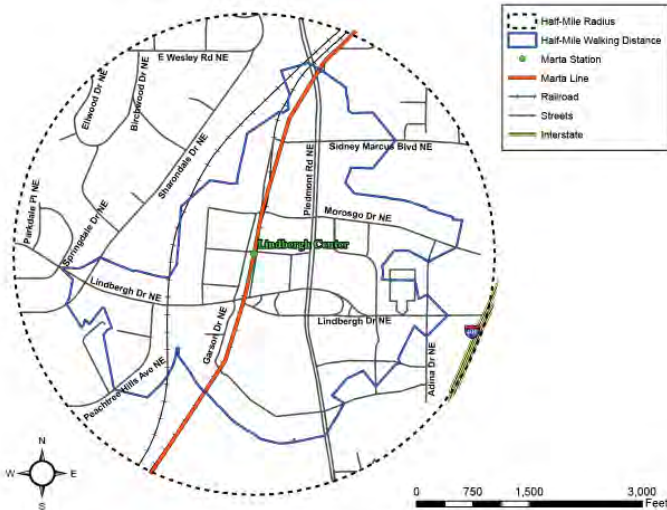 Half-Mile Radius
Half-Mile Walking Distance
Marta Station
Marta Line
Railroad
Streets
Interstate
E Wesley Rd NE
Ellwood Dr NE
Birchwood Dr NE
Sharondale Dr NE
Sidney Marcus Blvd NE
Piedmont Rd NE
Parkdale Pl NE
Springdale Dr NE
Morosgo Dr NE
Lindbergh Center
Lindbergh Dr NE
Lindbergh Dr NE
Garson Dr NE
Adina Dr NE
Peachtree Hills Ave NE
N
W
E
S
0
750
1,500
3,000
Feet